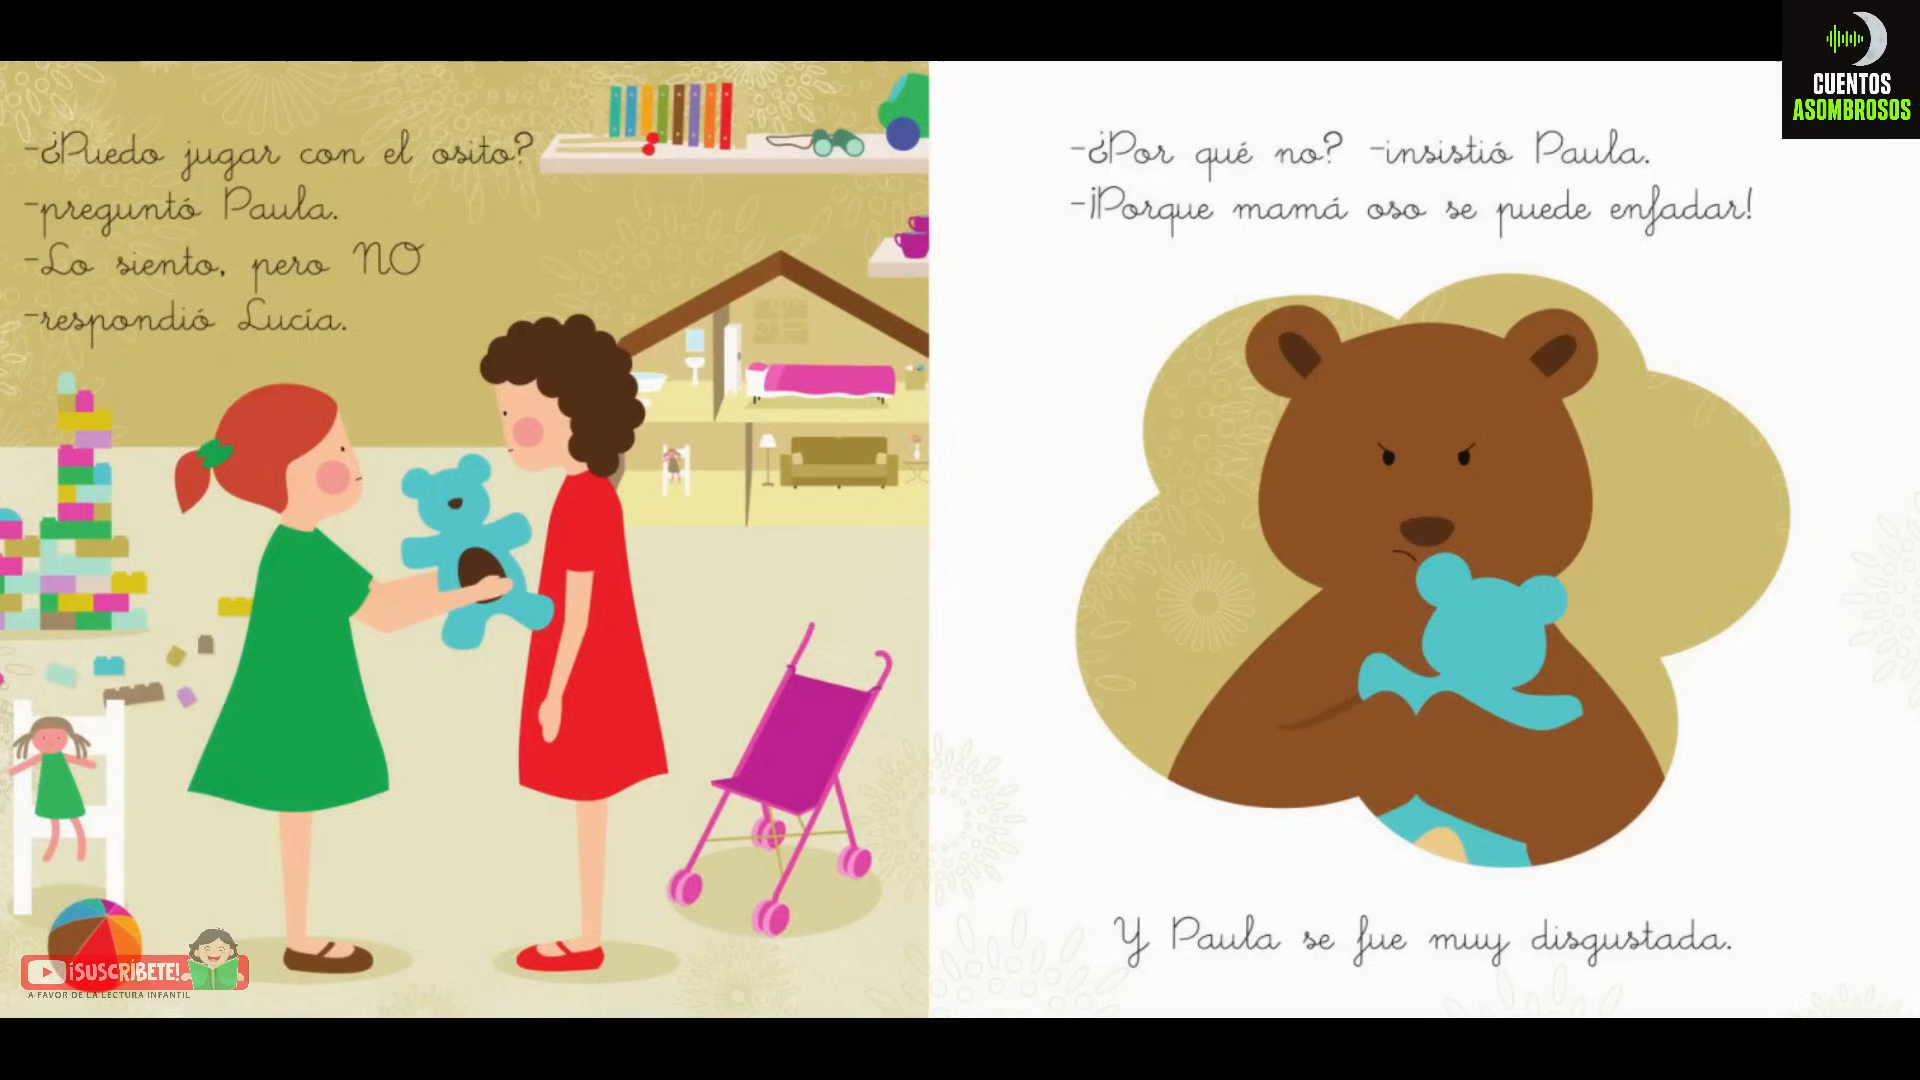 -¿Puedo jugar con el osito?
-preguntó Paula.
-Lo siento, pero NO
-respondió Lucía.
-¿Por qué no? -insistió Paula.
-¡Porque mamá oso se puede enfadar!
Y Paula se fue muy disgustada.
CUENTOS
ASOMBROSOS
¡SUSCRÍBETE!
A FAVOR DE LA LECTURA INFANTIL